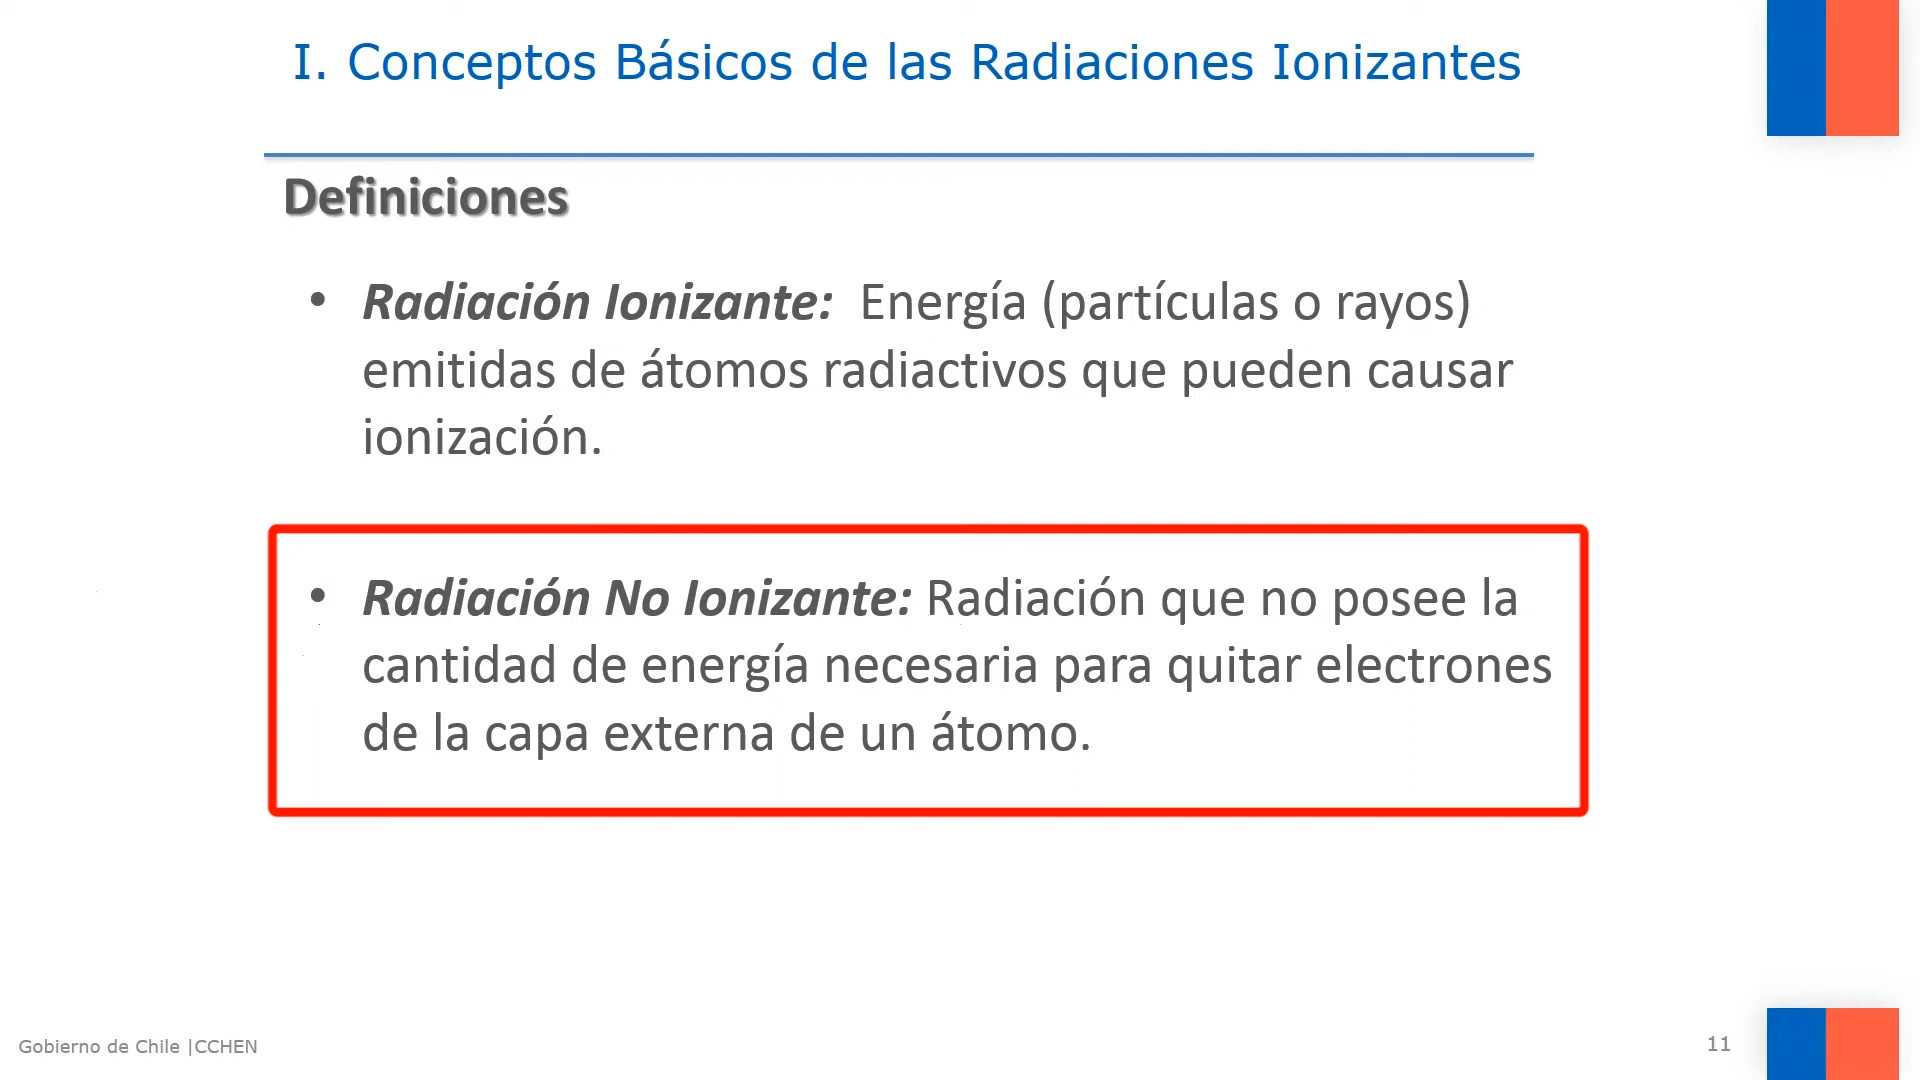 I. Conceptos Básicos de las Radiaciones Ionizantes
Definiciones
• Radiación Ionizante: Energía (partículas o rayos)
emitidas de átomos radiactivos que pueden causar
ionización.
• Radiación No Ionizante: Radiación que no posee la
cantidad de energía necesaria para quitar electrones
de la capa externa de un átomo.
Gobierno de Chile |CCHEN
11